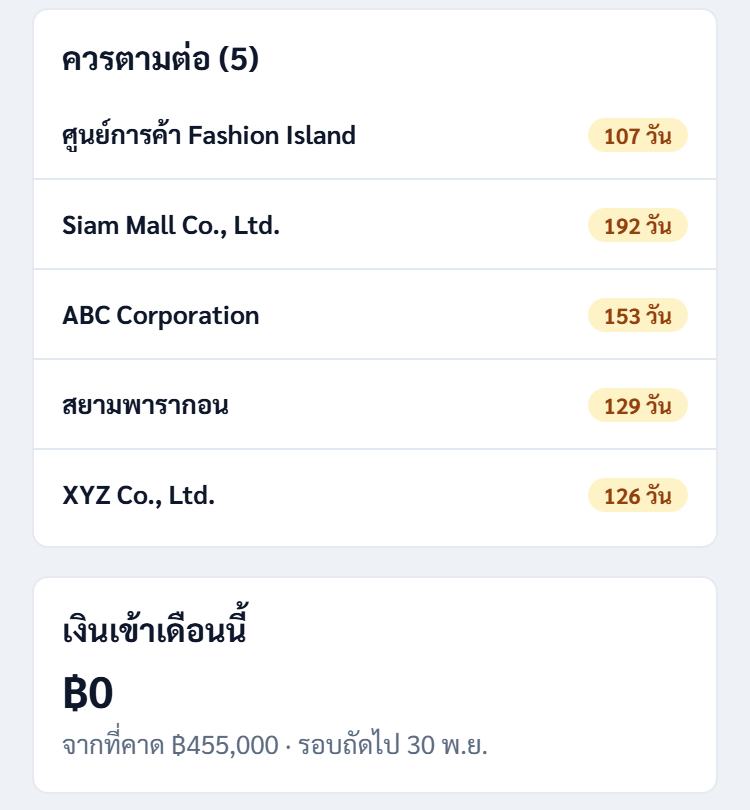 ควรตามต่อ (5)
ศูนย์การค้า Fashion Island 107 วัน
Siam Mall Co., Ltd. 192 วัน
ABC Corporation 153 วัน
สยามพารากอน 129 วัน
XYZ Co., Ltd. 126 วัน
เงินเข้าเดือนนี้
฿0
จากที่คาด ฿455,000 · รอบถัดไป 30 พ.ย.